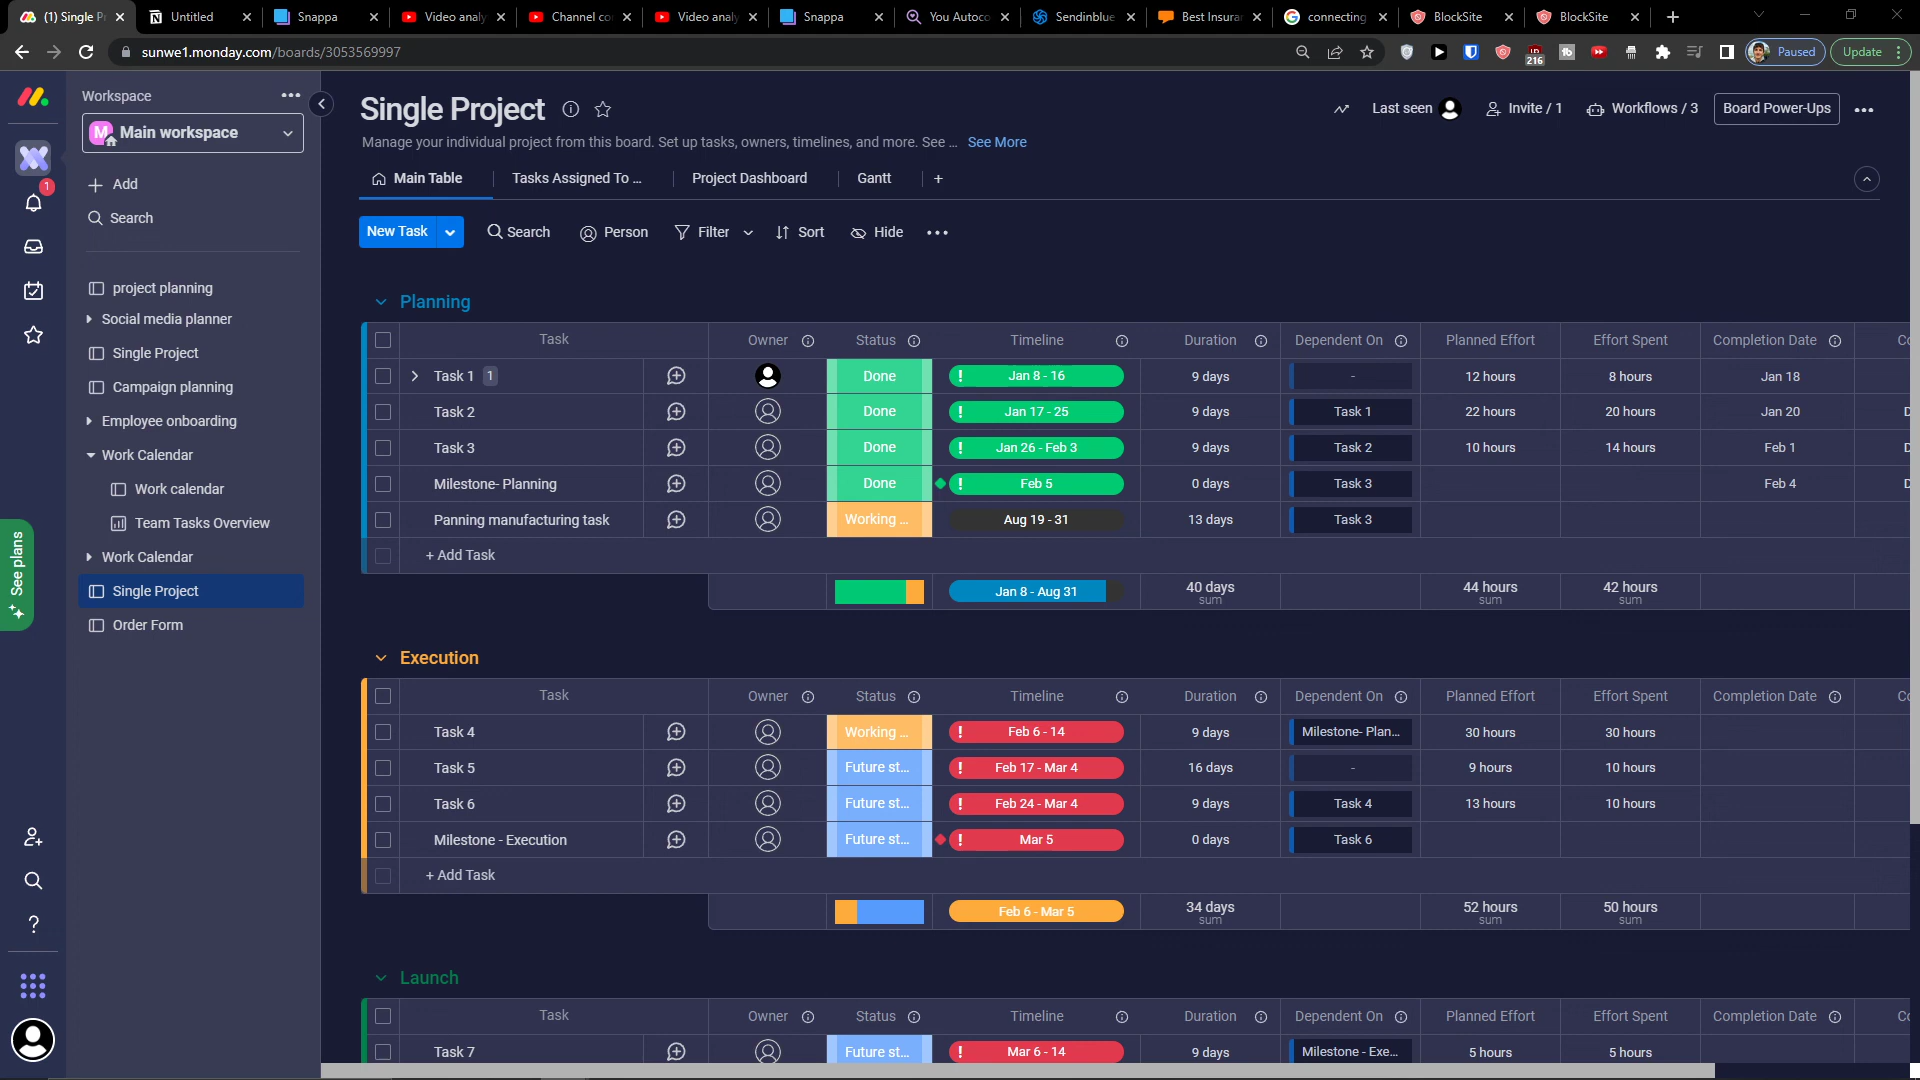 (1) Single P
Untitled
Snappa
Video analy
Channel co
Video analy
Snappa
You Autoco
Sendinblue
Best Insura
connecting
BlockSite
BlockSite
sunwe1.monday.com/boards/3053569997
216
Paused
Update
Workspace
M Main workspace
Add
Search
1
project planning
Social media planner
Single Project
Campaign planning
Employee onboarding
Work Calendar
Work calendar
Team Tasks Overview
Work Calendar
Single Project
Order Form
See plans
Single Project
Last seen
Invite / 1
Workflows / 3
Board Power-Ups
Manage your individual project from this board. Set up tasks, owners, timelines, and more. See ... See More
Main Table
Tasks Assigned To ...
Project Dashboard
Gantt
+
New Task
Search
Person
Filter
Sort
Hide
Planning
Task Owner Status Timeline Duration Dependent On Planned Effort Effort Spent Completion Date Co
Task 1 1 Done ! Jan 8 - 16 9 days - 12 hours 8 hours Jan 18
Task 2 Done ! Jan 17 - 25 9 days Task 1 22 hours 20 hours Jan 20 D
Task 3 Done ! Jan 26 - Feb 3 9 days Task 2 10 hours 14 hours Feb 1 D
Milestone- Planning Done ! Feb 5 0 days Task 3 Feb 4 D
Panning manufacturing task Working ... Aug 19 - 31 13 days Task 3
+ Add Task
Jan 8 - Aug 31 40 days 44 hours 42 hours
sum sum sum
Execution
Task Owner Status Timeline Duration Dependent On Planned Effort Effort Spent Completion Date Co
Task 4 Working ... ! Feb 6 - 14 9 days Milestone- Plan... 30 hours 30 hours
Task 5 Future st... ! Feb 17 - Mar 4 16 days - 9 hours 10 hours
Task 6 Future st... ! Feb 24 - Mar 4 9 days Task 4 13 hours 10 hours
Milestone - Execution Future st... ! Mar 5 0 days Task 6
+ Add Task
Feb 6 - Mar 5 34 days 52 hours 50 hours
sum sum sum
Launch
Task Owner Status Timeline Duration Dependent On Planned Effort Effort Spent Completion Date Co
Task 7 Future st... ! Mar 6 - 14 9 days Milestone - Exe... 5 hours 5 hours